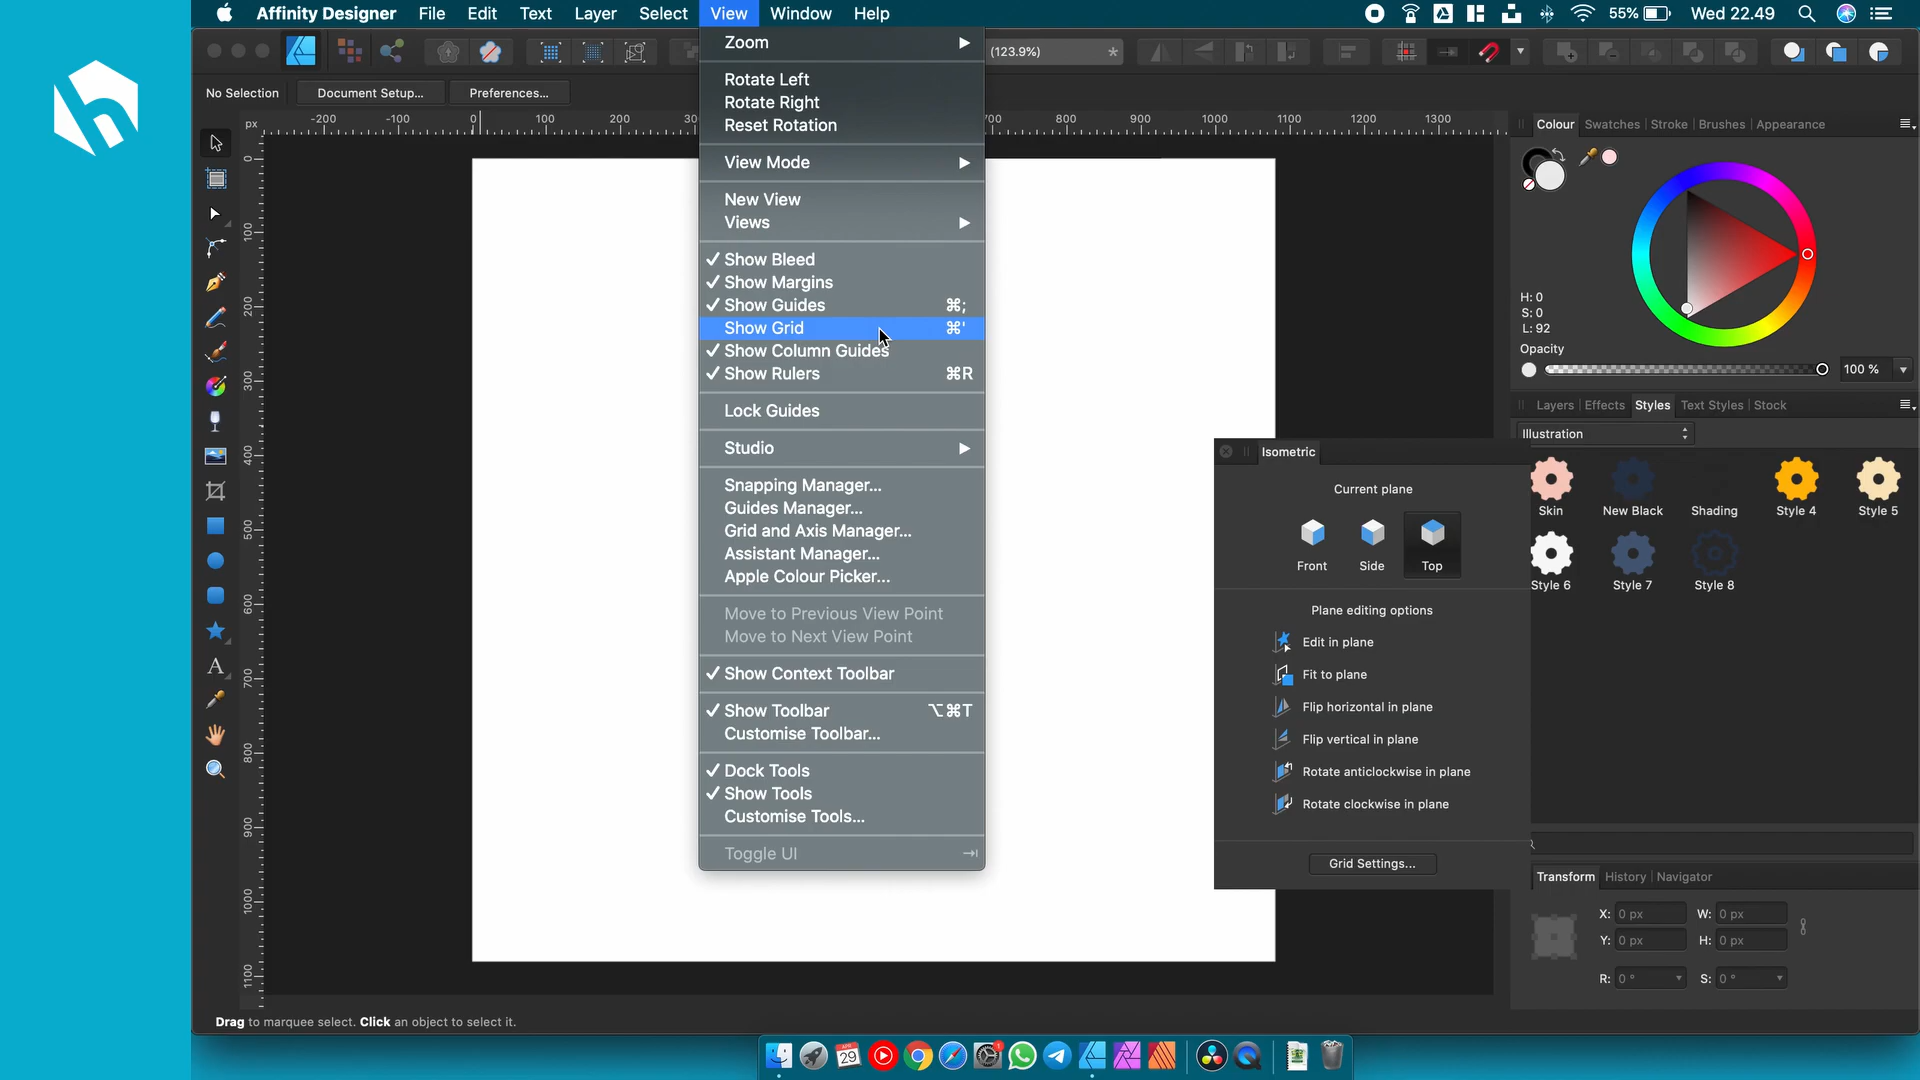 Affinity Designer File Edit Text Layer Select View Window Help
55% Wed 22.49
(123.9%) *
No Selection Document Setup... Preferences...
px -200 -100 0 100 200 30 700 800 900 1000 1100 1200 1300
0
100
200
300
400
500
600
700
800
900
1000
1100
Zoom
Rotate Left
Rotate Right
Reset Rotation
View Mode
New View
Views
✓ Show Bleed
✓ Show Margins
✓ Show Guides ⌘;
Show Grid ⌘'
✓ Show Column Guides
✓ Show Rulers ⌘R
Lock Guides
Studio
Snapping Manager...
Guides Manager...
Grid and Axis Manager...
Assistant Manager...
Apple Colour Picker...
Move to Previous View Point
Move to Next View Point
✓ Show Context Toolbar
✓ Show Toolbar ⌥⌘T
Customise Toolbar...
✓ Dock Tools
✓ Show Tools
Customise Tools...
Toggle UI
Isometric
Current plane
Front Side Top
Plane editing options
Edit in plane
Fit to plane
Flip horizontal in plane
Flip vertical in plane
Rotate anticlockwise in plane
Rotate clockwise in plane
Grid Settings...
Colour Swatches Stroke Brushes Appearance
H: 0
S: 0
L: 92
Opacity
100 %
Layers Effects Styles Text Styles Stock
Illustration
Skin New Black Shading Style 4 Style 5
Style 6 Style 7 Style 8
Transform History Navigator
X: 0 px W: 0 px
Y: 0 px H: 0 px
R: 0 ° S: 0 °
Drag to marquee select. Click an object to select it.
APR
29
1